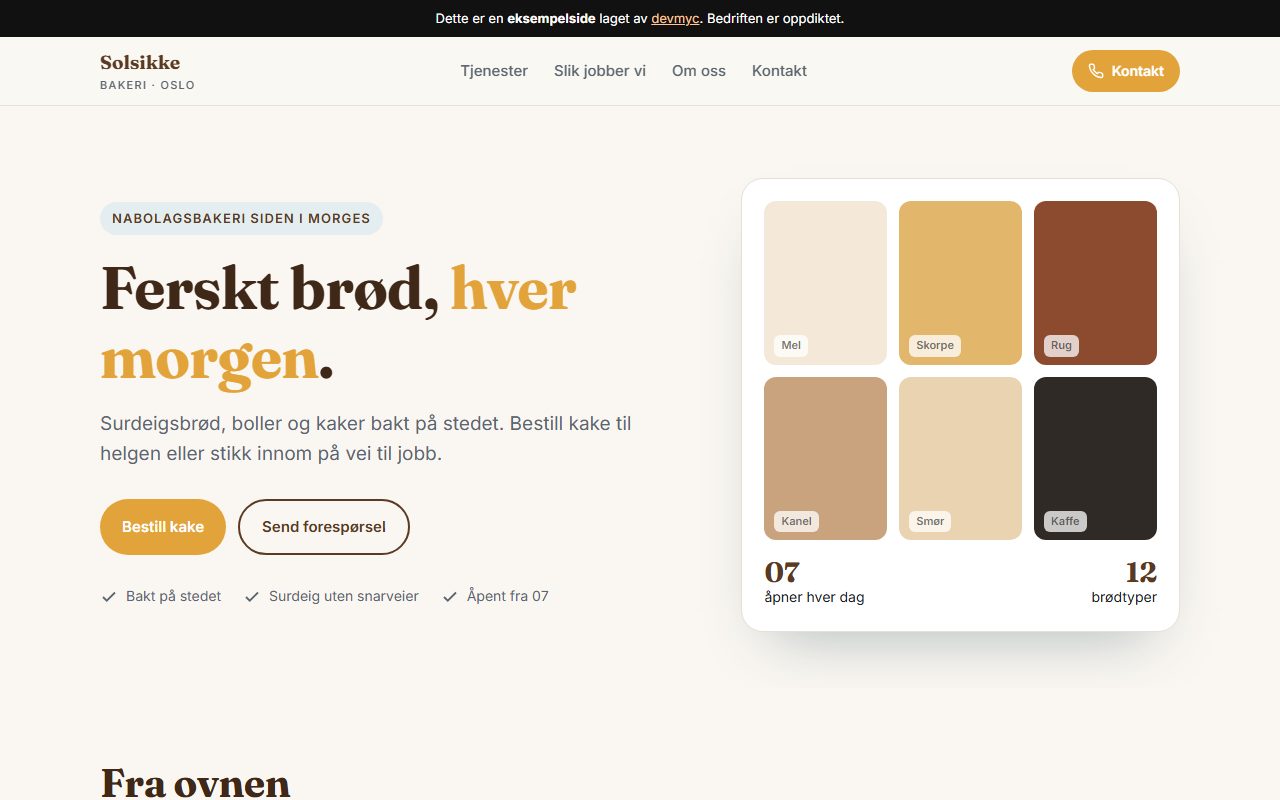 Dette er en eksempelside laget av devmyc. Bedriften er oppdiktet.
Solsikke
BAKERI · OSLO
Tjenester
Slik jobber vi
Om oss
Kontakt
Kontakt
NABOLAGSBAKERI SIDEN I MORGES
Ferskt brød, hver
morgen.
Surdeigsbrød, boller og kaker bakt på stedet. Bestill kake til
helgen eller stikk innom på vei til jobb.
Bestill kake
Send forespørsel
Bakt på stedet
Surdeig uten snarveier
Åpent fra 07
Mel
Skorpe
Rug
Kanel
Smør
Kaffe
07
åpner hver dag
12
brødtyper
Fra ovnen